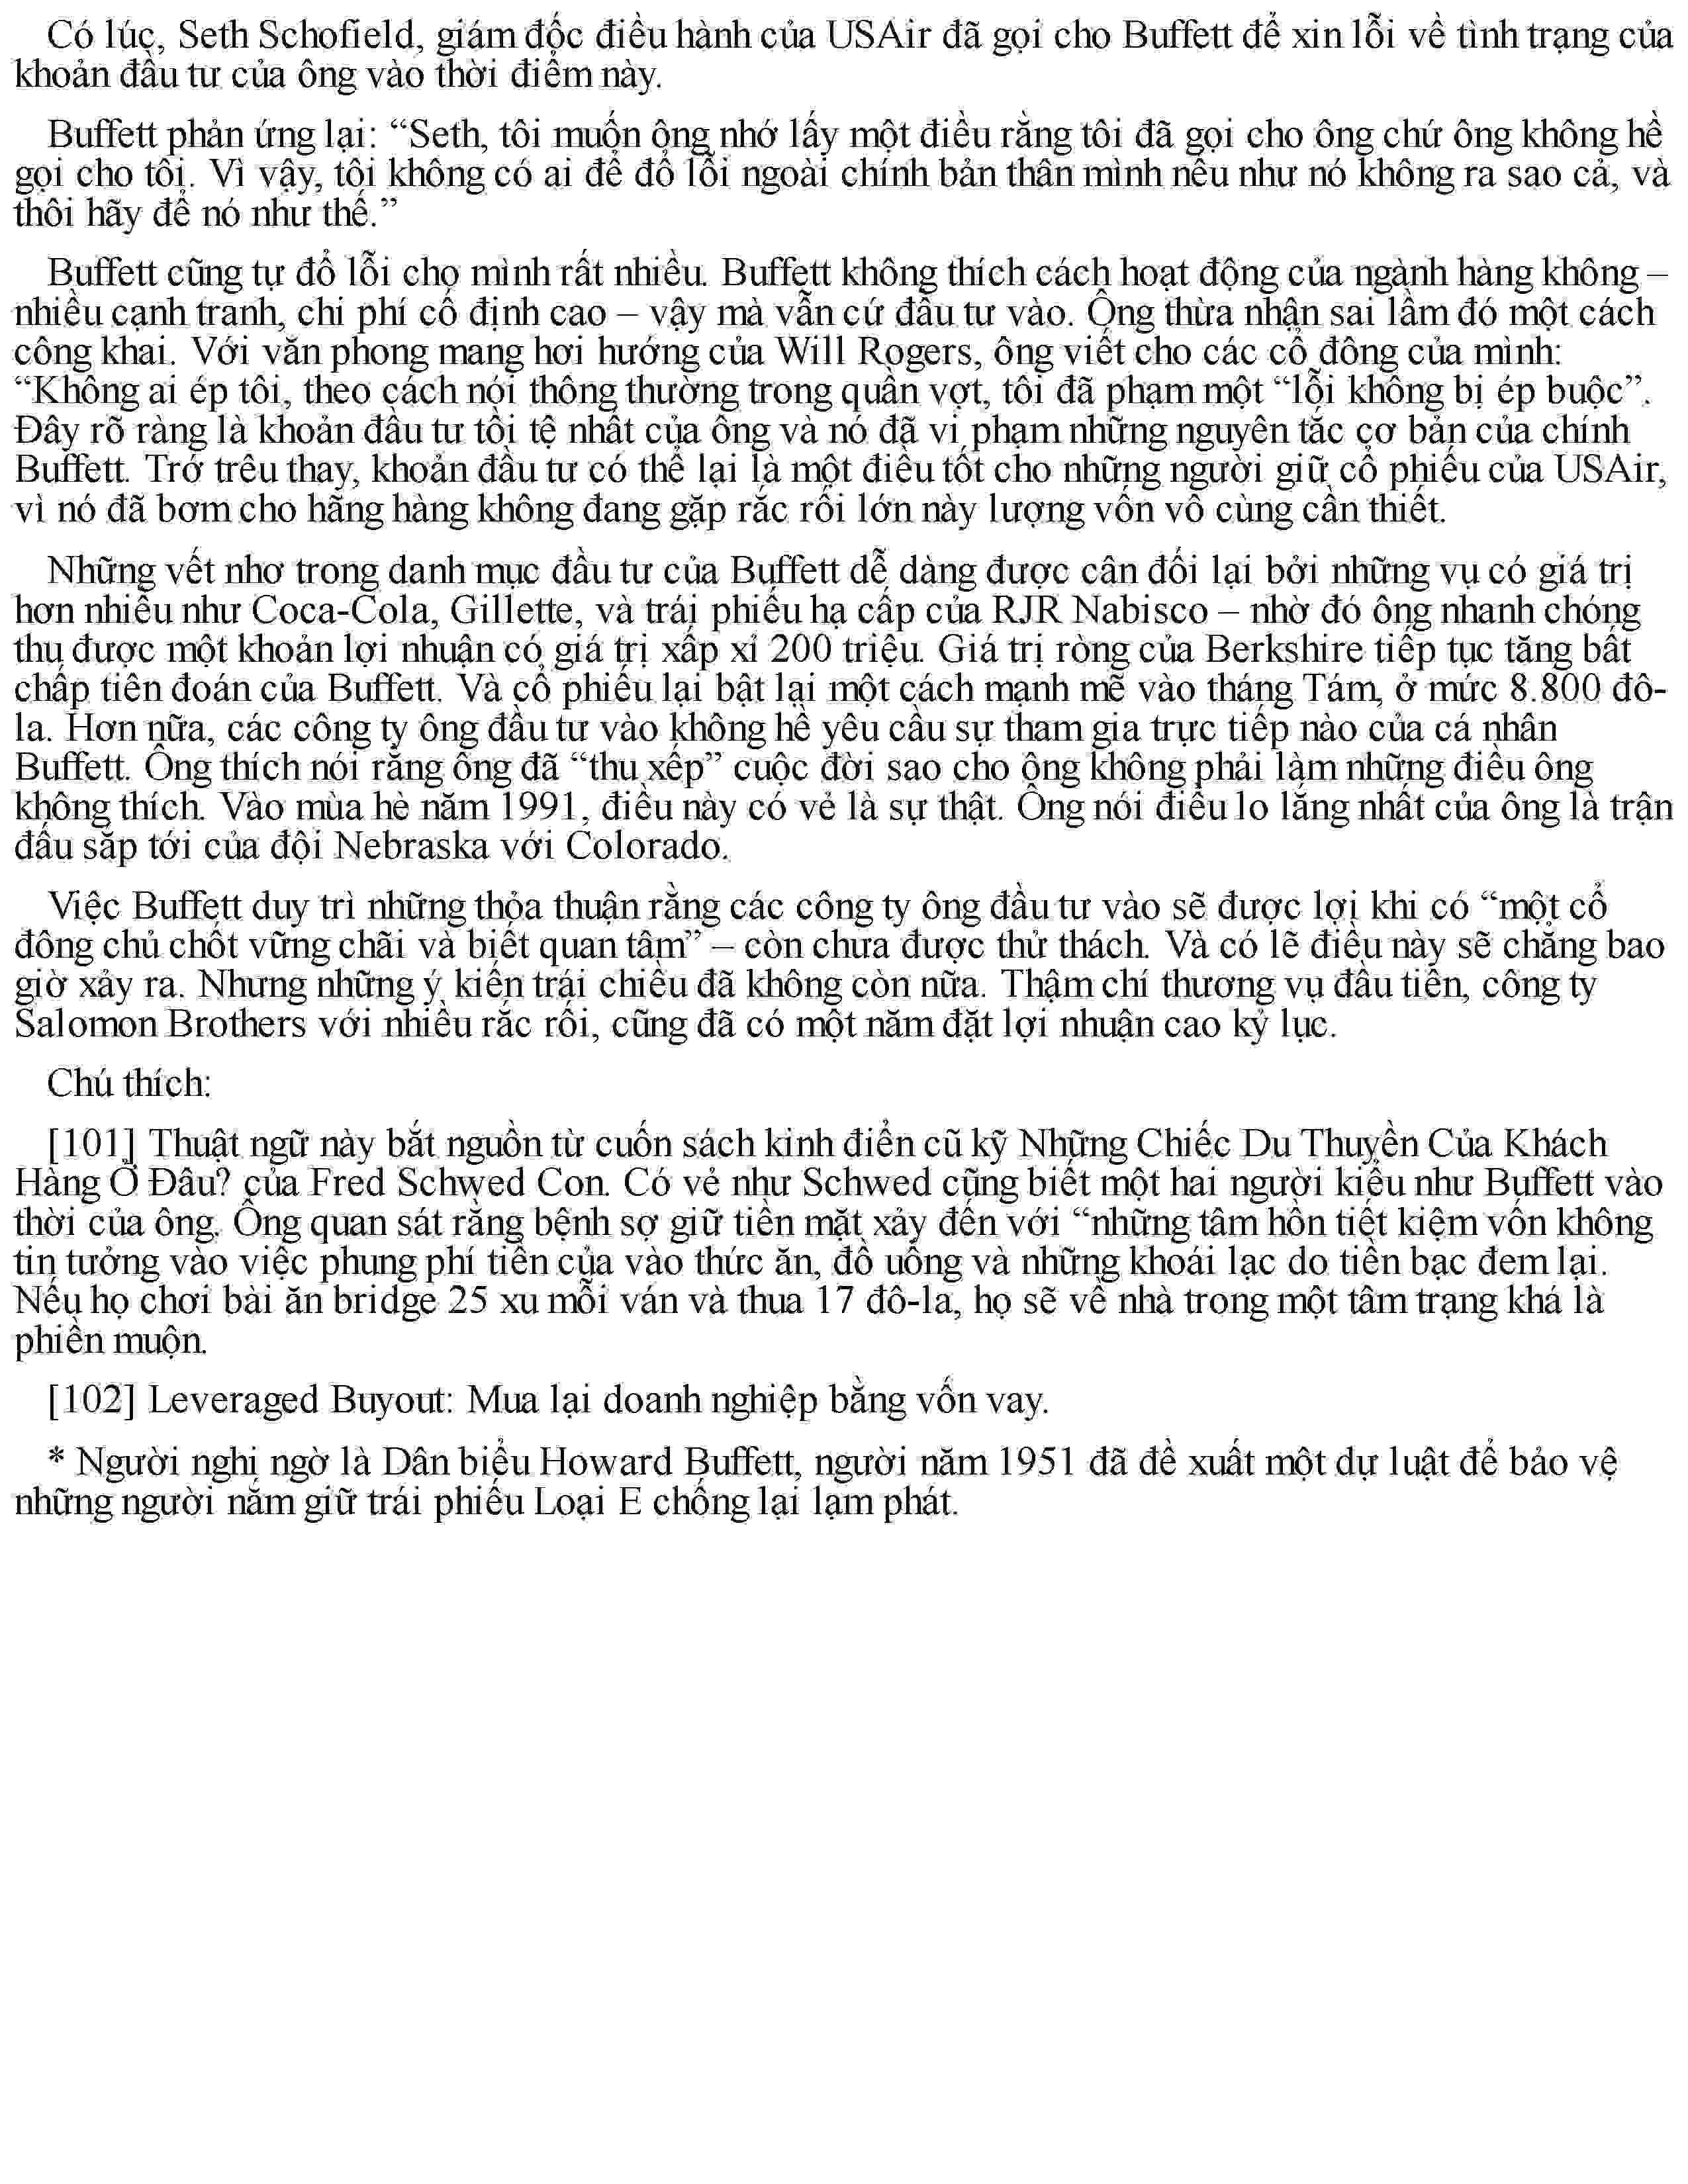 Có lúc, Seth Schofield, giám đốc điều hành của USAir đã gọi cho Buffett để xin lỗi về tình trạng của
khoản đầu tư của ông vào thời điểm này.
Buffett phản ứng lại: “Seth, tôi muốn ông nhớ lấy một điều rằng tôi đã gọi cho ông chứ ông không hề
gọi cho tôi. Vì vậy, tôi không có ai để đổ lỗi ngoài chính bản thân mình nếu như nó không ra sao cả, và
thôi hãy để nó như thế.”
Buffett cũng tự đổ lỗi cho mình rất nhiều. Buffett không thích cách hoạt động của ngành hàng không –
nhiều cạnh tranh, chi phí cố định cao – vậy mà vẫn cứ đầu tư vào. Ông thừa nhận sai lầm đó một cách
công khai. Với văn phong mang hơi hướng của Will Rogers, ông viết cho các cổ đông của mình:
“Không ai ép tôi, theo cách nói thông thường trong quần vợt, tôi đã phạm một “lỗi không bị ép buộc”.
Đây rõ ràng là khoản đầu tư tồi tệ nhất của ông và nó đã vi phạm những nguyên tắc cơ bản của chính
Buffett. Trớ trêu thay, khoản đầu tư có thể lại là một điều tốt cho những người giữ cổ phiếu của USAir,
vì nó đã bơm cho hãng hàng không đang gặp rắc rối lớn này lượng vốn vô cùng cần thiết.
Những vết nhơ trong danh mục đầu tư của Buffett dễ dàng được cân đối lại bởi những vụ có giá trị
hơn nhiều như Coca-Cola, Gillette, và trái phiếu hạ cấp của RJR Nabisco – nhờ đó ông nhanh chóng
thu được một khoản lợi nhuận có giá trị xấp xỉ 200 triệu. Giá trị ròng của Berkshire tiếp tục tăng bất
chấp tiên đoán của Buffett. Và cổ phiếu lại bật lại một cách mạnh mẽ vào tháng Tám, ở mức 8.800 đô-
la. Hơn nữa, các công ty ông đầu tư vào không hề yêu cầu sự tham gia trực tiếp nào của cá nhân
Buffett. Ông thích nói rằng ông đã “thu xếp” cuộc đời sao cho ông không phải làm những điều ông
không thích. Vào mùa hè năm 1991, điều này có vẻ là sự thật. Ông nói điều lo lắng nhất của ông là trận
đấu sắp tới của đội Nebraska với Colorado.
Việc Buffett duy trì những thỏa thuận rằng các công ty ông đầu tư vào sẽ được lợi khi có “một cổ
đông chủ chốt vững chãi và biết quan tâm” – còn chưa được thử thách. Và có lẽ điều này sẽ chẳng bao
giờ xảy ra. Nhưng những ý kiến trái chiều đã không còn nữa. Thậm chí thương vụ đầu tiên, công ty
Salomon Brothers với nhiều rắc rối, cũng đã có một năm đặt lợi nhuận cao kỷ lục.
Chú thích:
[101] Thuật ngữ này bắt nguồn từ cuốn sách kinh điển cũ kỹ Những Chiếc Du Thuyền Của Khách
Hàng Ở Đâu? của Fred Schwed Con. Có vẻ như Schwed cũng biết một hai người kiểu như Buffett vào
thời của ông. Ông quan sát rằng bệnh sợ giữ tiền mặt xảy đến với “những tâm hồn tiết kiệm vốn không
tin tưởng vào việc phung phí tiền của vào thức ăn, đồ uống và những khoái lạc do tiền bạc đem lại.
Nếu họ chơi bài ăn bridge 25 xu mỗi ván và thua 17 đô-la, họ sẽ về nhà trong một tâm trạng khá là
phiền muộn.
[102] Leveraged Buyout: Mua lại doanh nghiệp bằng vốn vay.
* Người nghi ngờ là Dân biểu Howard Buffett, người năm 1951 đã đề xuất một dự luật để bảo vệ
những người nắm giữ trái phiếu Loại E chống lại lạm phát.